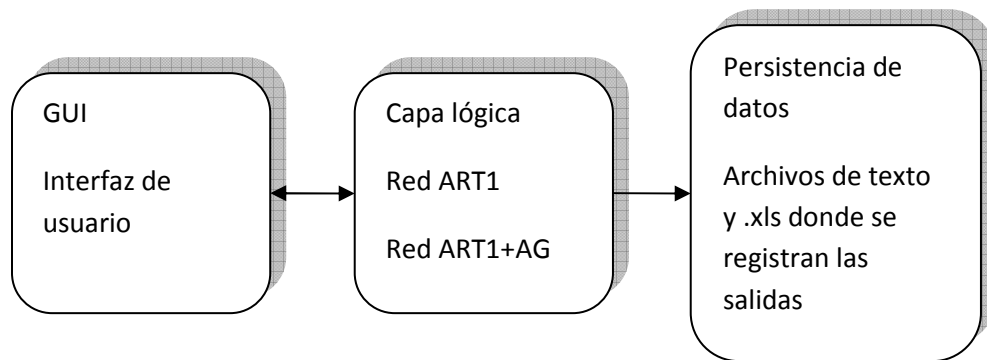 GUI
Interfaz de
usuario
Capa lógica
Red ART1
Red ART1+AG
Persistencia de
datos
Archivos de texto
y .xls donde se
registran las
salidas